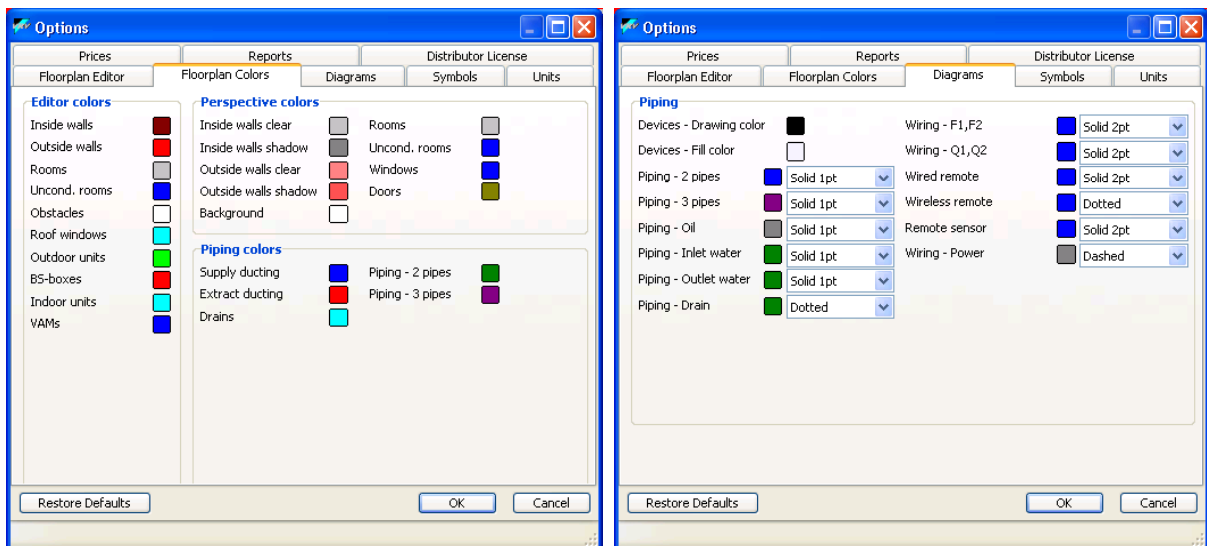 Options
Prices Reports Distributor License
Floorplan Editor Floorplan Colors Diagrams Symbols Units
Editor colors
Inside walls
Outside walls
Rooms
Uncond. rooms
Obstacles
Roof windows
Outdoor units
BS-boxes
Indoor units
VAMs
Perspective colors
Inside walls clear Rooms
Inside walls shadow Uncond. rooms
Outside walls clear Windows
Outside walls shadow Doors
Background
Piping colors
Supply ducting Piping - 2 pipes
Extract ducting Piping - 3 pipes
Drains
Restore Defaults OK Cancel
Options
Prices Reports Distributor License
Floorplan Editor Floorplan Colors Diagrams Symbols Units
Piping
Devices - Drawing color Wiring - F1,F2 Solid 2pt
Devices - Fill color Wiring - Q1,Q2 Solid 2pt
Piping - 2 pipes Solid 1pt Wired remote Solid 2pt
Piping - 3 pipes Solid 1pt Wireless remote Dotted
Piping - Oil Solid 1pt Remote sensor Solid 2pt
Piping - Inlet water Solid 1pt Wiring - Power Dashed
Piping - Outlet water Solid 1pt
Piping - Drain Dotted
Restore Defaults OK Cancel